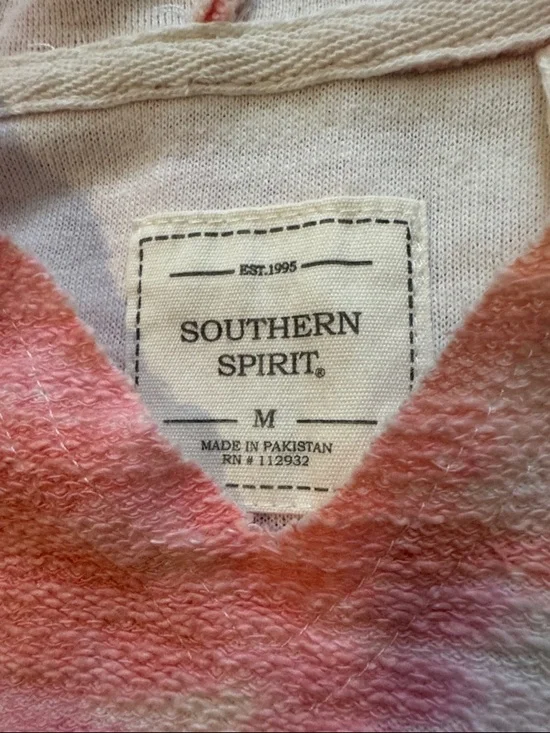 EST.1995
SOUTHERN
SPIRIT®
M
MADE IN PAKISTAN
RN # 112932